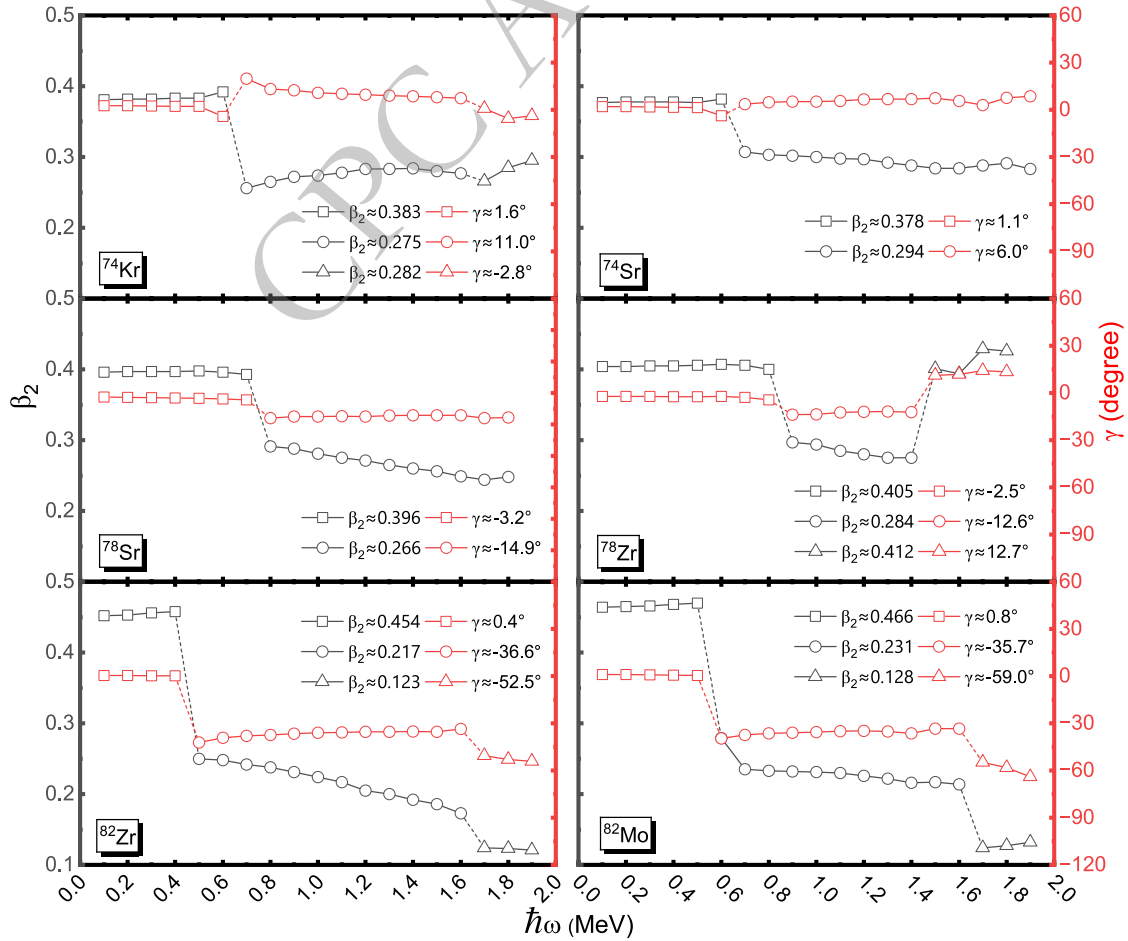 CPC A
0.5
0.4
0.3
0.2
β₂≈0.383 γ≈1.6°
β₂≈0.275 γ≈11.0°
β₂≈0.282 γ≈-2.8°
⁷⁴Kr
β₂≈0.378 γ≈1.1°
β₂≈0.294 γ≈6.0°
⁷⁴Sr
60
30
0
−30
−60
−90
0.5
0.4
0.3
0.2
β₂
β₂≈0.396 γ≈-3.2°
β₂≈0.266 γ≈-14.9°
⁷⁸Sr
β₂≈0.405 γ≈-2.5°
β₂≈0.284 γ≈-12.6°
β₂≈0.412 γ≈12.7°
⁷⁸Zr
60
30
0
−30
−60
−90
γ (degree)
0.5
0.4
0.3
0.2
0.1
β₂≈0.454 γ≈0.4°
β₂≈0.217 γ≈-36.6°
β₂≈0.123 γ≈-52.5°
⁸²Zr
β₂≈0.466 γ≈0.8°
β₂≈0.231 γ≈-35.7°
β₂≈0.128 γ≈-59.0°
⁸²Mo
60
30
0
−30
−60
−90
−120
0.0 0.2 0.4 0.6 0.8 1.0 1.2 1.4 1.6 1.8 2.0
0.0 0.2 0.4 0.6 0.8 1.0 1.2 1.4 1.6 1.8 2.0
ℏω (MeV)